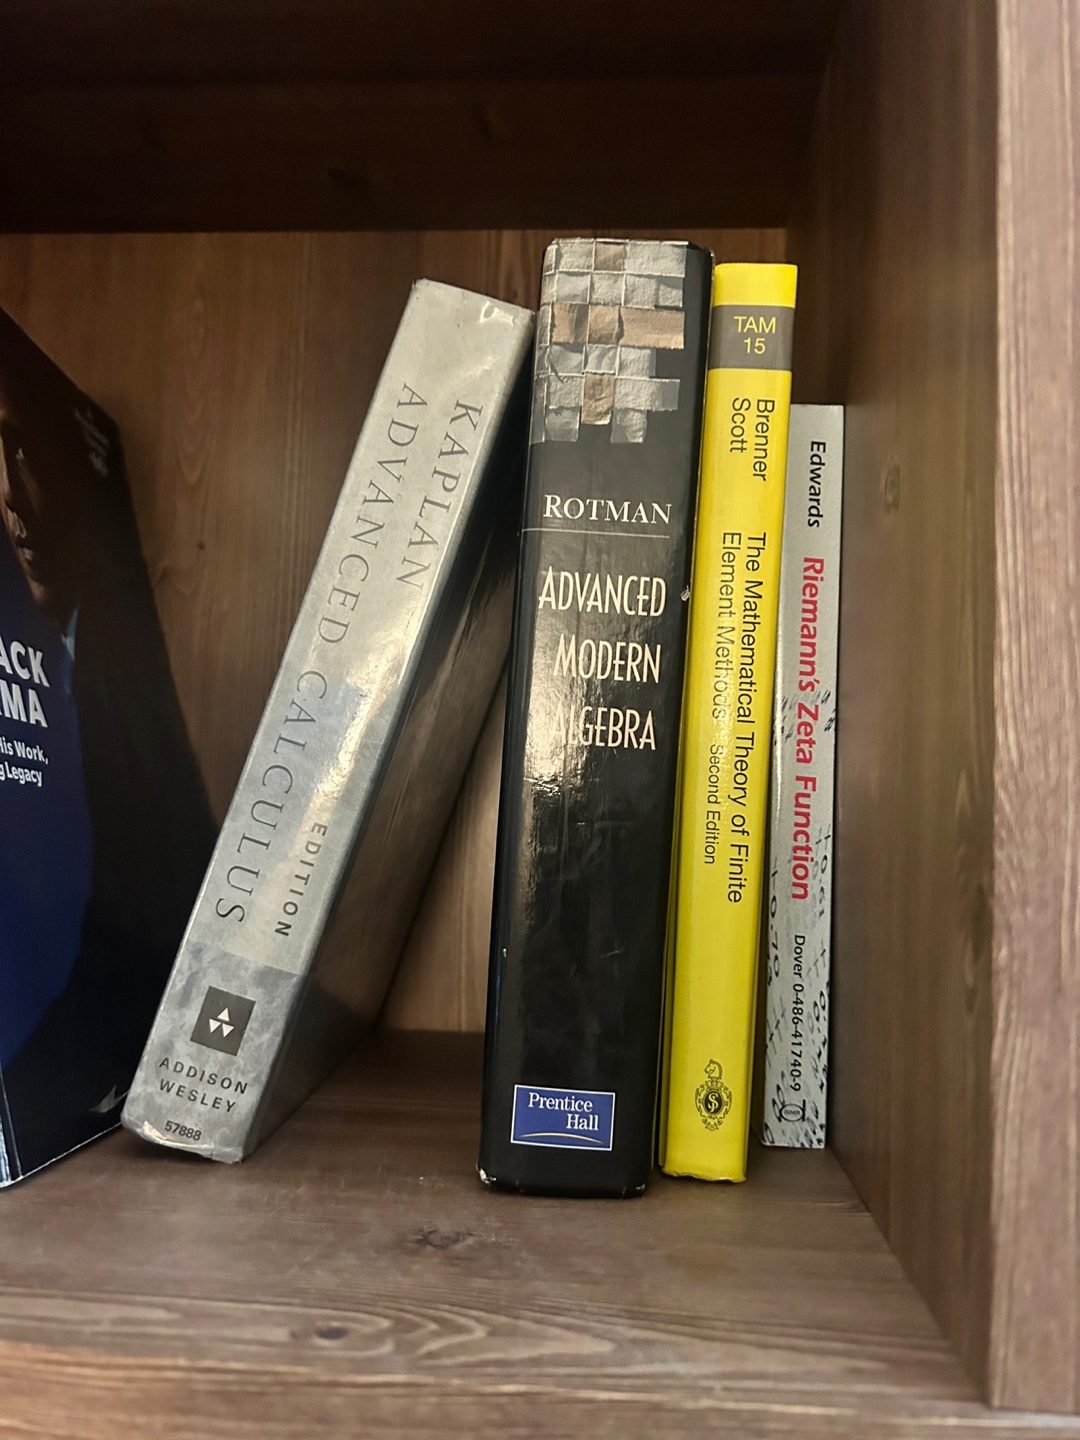 ACK
MA
His Work,
g Legacy
KAPLAN
ADVANCED CALCULUS
EDITION
ADDISON
WESLEY
57888
ROTMAN
ADVANCED
MODERN
ALGEBRA
Prentice
Hall
TAM
15
Brenner
Scott
The Mathematical Theory of Finite
Element Methods
Second Edition
Edwards
Riemann's Zeta Function
Dover 0-486-41740-9